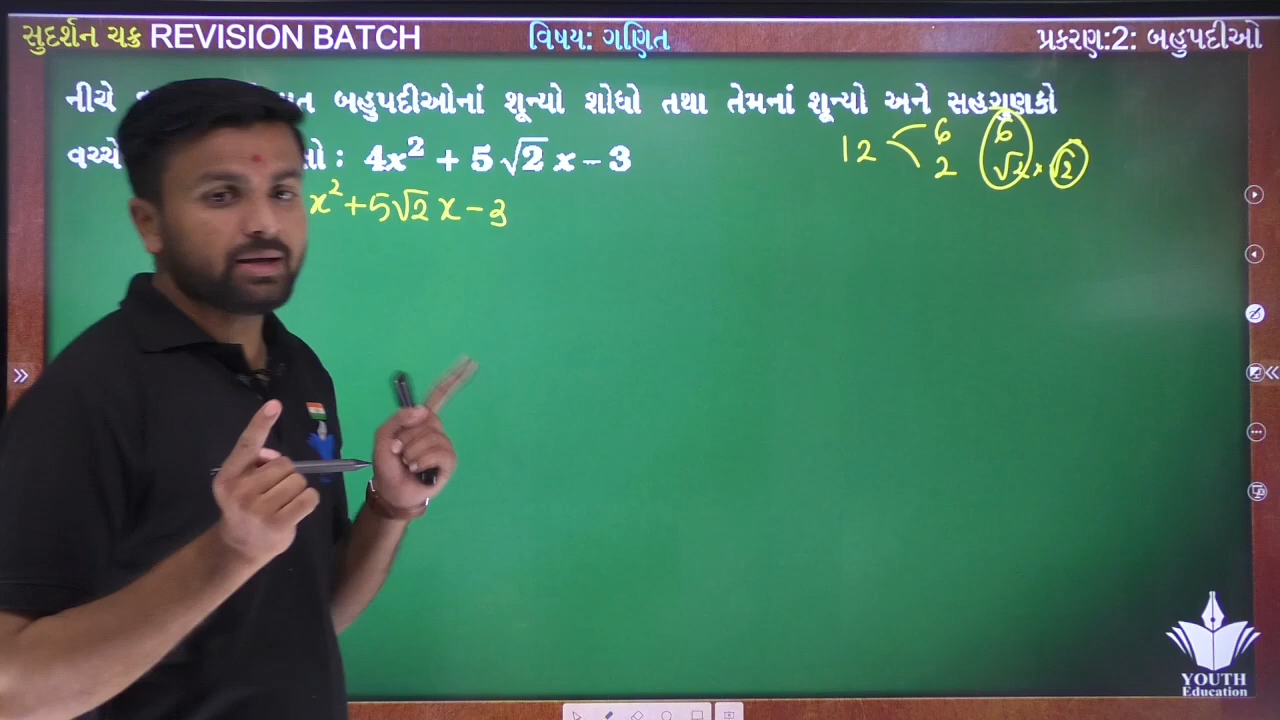 સુદર્શન ચક્ર REVISION BATCH વિષય: ગણિત પ્રકરણ:2: બહુપદીઓ
નીચે બહુપદીઓનાં શૂન્યો શોધો તથા તેમનાં શૂન્યો અને સહગુણકો
વચ્ચે : 4x² + 5√2 x – 3
12 6 6
2 √2 × √2
x² + 5√2 x – 3
YOUTH
Education